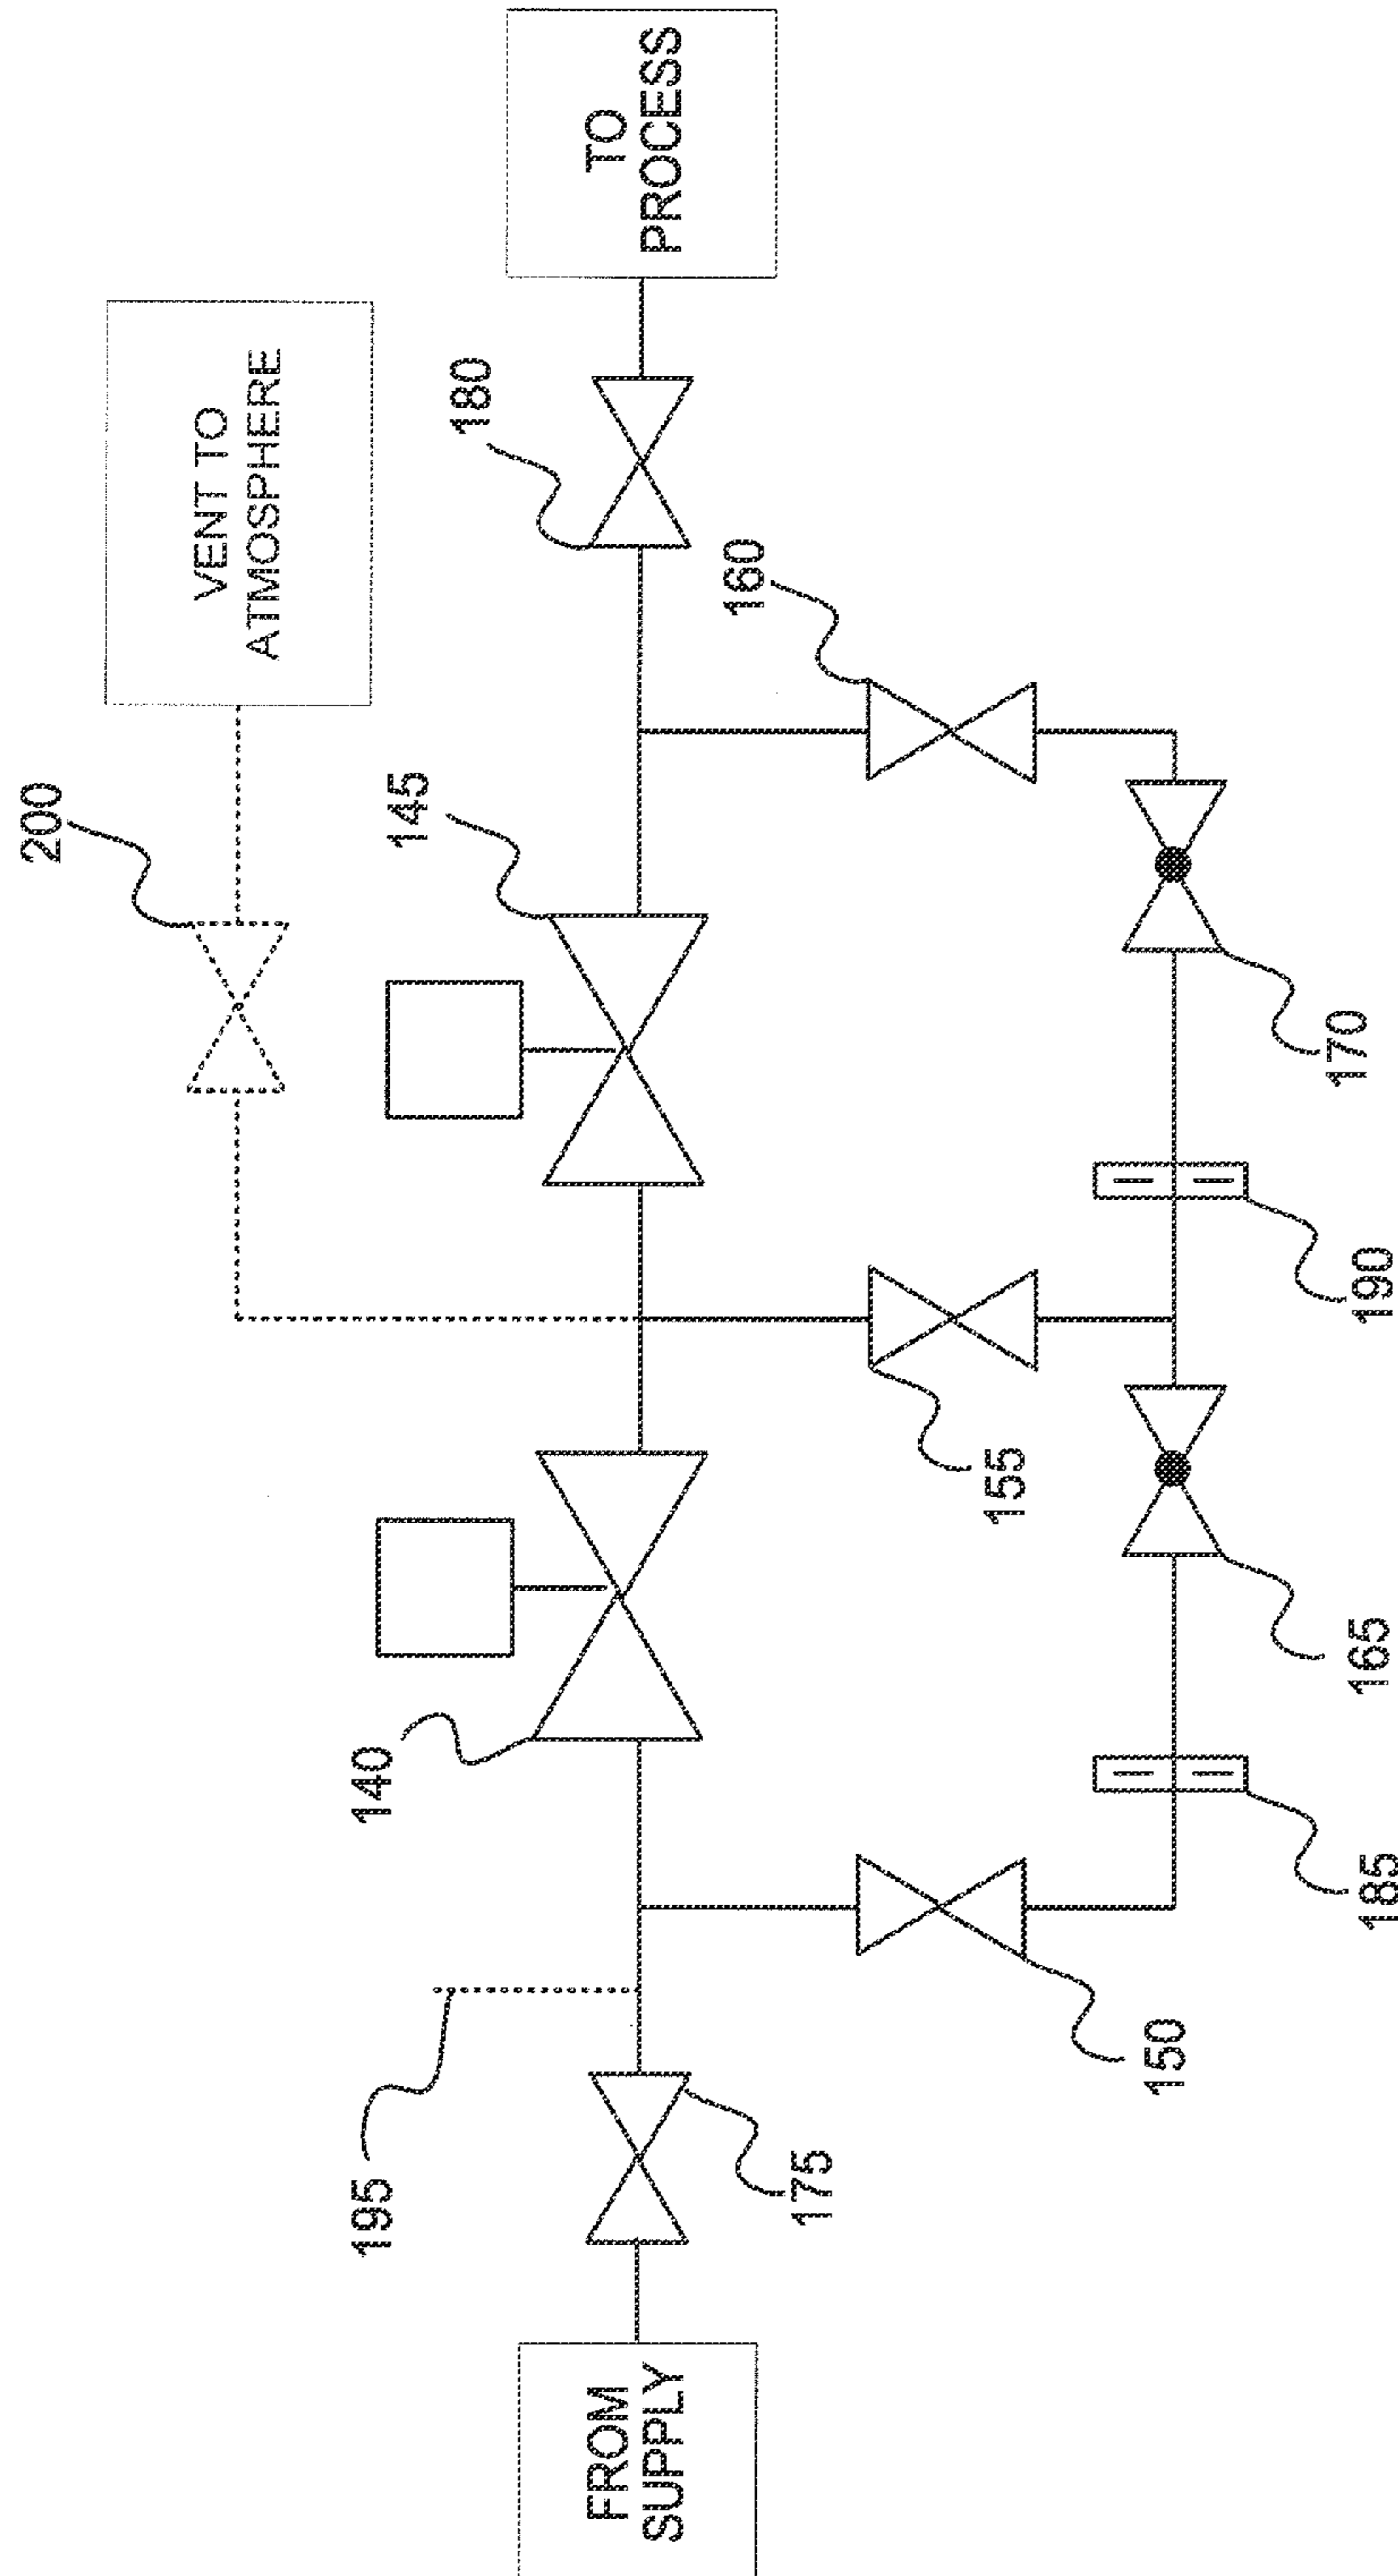 200
VENT TO
ATMOSPHERE
195
140
145
180
TO
PROCESS
FROM
SUPPLY
175
160
155
150
185
165
190
170